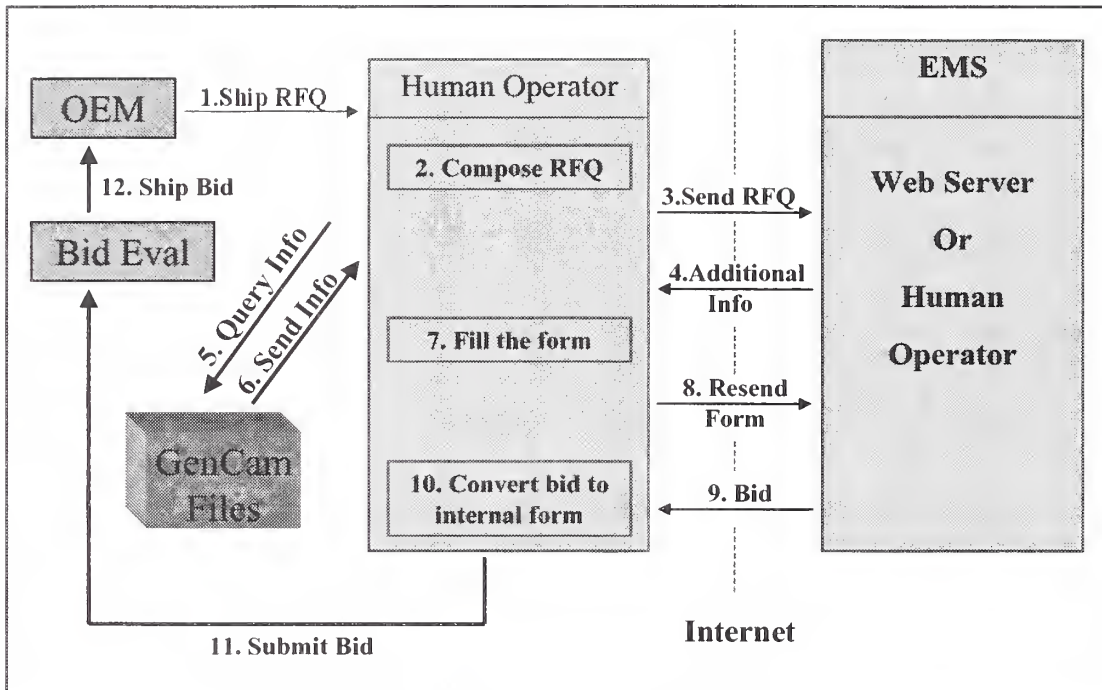 OEM
1.Ship RFQ
Human Operator
EMS
2. Compose RFQ
12. Ship Bid
Bid Eval
3.Send RFQ
Web Server
Or
Human
Operator
4.Additional
Info
5. Query Info
6. Send Info
7. Fill the form
8. Resend
Form
GenCam
Files
10. Convert bid to
internal form
9. Bid
11. Submit Bid
Internet